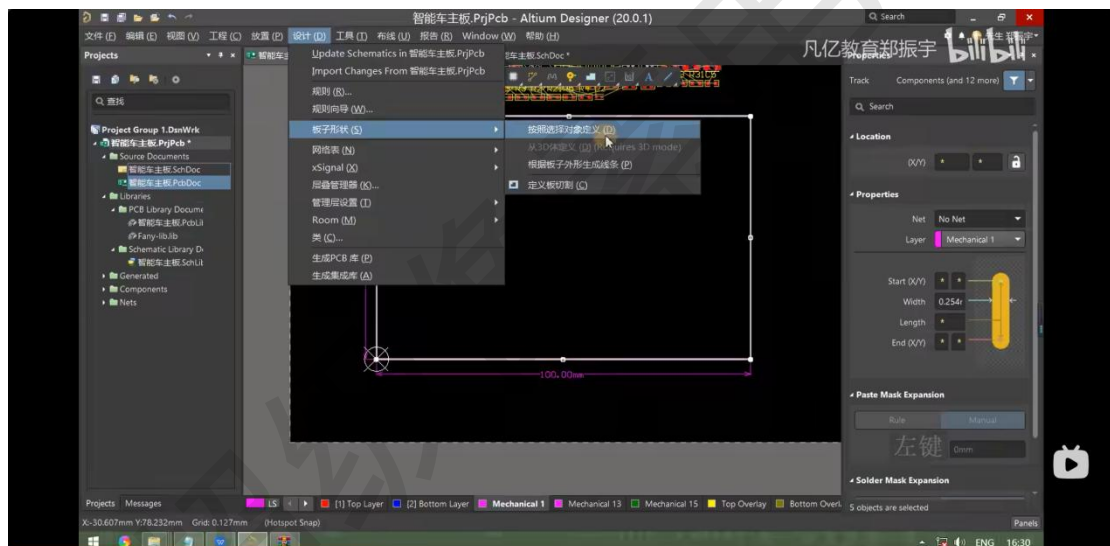 智能车主板.PrjPcb - Altium Designer (20.0.1)
Search
文件 (F) 编辑 (E) 视图 (V) 工程 (C) 放置 (P) 设计 (D) 工具 (T) 布线 (U) 报告 (R) Window (W) 帮助 (H)
凡亿教育郑振宇
bilibili
Projects
Update Schematics in 智能车主板.PrjPcb
Import Changes From 智能车主板.PrjPcb
规则 (R)...
规则向导 (W)...
板子形状 (S)
网络表 (N)
xSignal (X)
层叠管理器 (K)...
管理层设置 (T)
Room (M)
类 (C)...
生成PCB 库 (P)
生成集成库 (A)
按照选择对象定义 (D)
根据板子外形生成线条 (P)
定义板切割 (C)
查找
Project Group 1.DsnWrk
智能车主板.PrjPcb *
Source Documents
智能车主板.SchDoc
智能车主板.PcbDoc
Libraries
PCB Library Docume
智能车主板.PcbLil
Fany-lib.lib
Schematic Library D
智能车主板.SchLit
Generated
Components
Nets
100.00mm
Properties
Track Components (and 12 more)
Search
Location
(X/Y)
Properties
Net No Net
Layer Mechanical 1
Start (X/Y)
Width 0.254r
Length
End (X/Y)
Paste Mask Expansion
Rule Manual
左键 0mm
Solder Mask Expansion
5 objects are selected
Projects Messages
LS [1] Top Layer [2] Bottom Layer Mechanical 1 Mechanical 13 Mechanical 15 Top Overlay Bottom Overl
X:-30.607mm Y:78.232mm Grid: 0.127mm (Hotspot Snap)
Panels
ENG 16:30